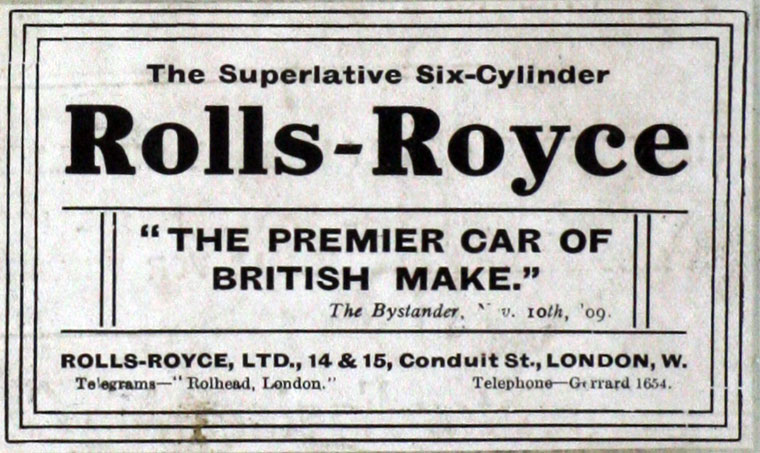 The Superlative Six-Cylinder
Rolls-Royce
"THE PREMIER CAR OF
BRITISH MAKE."
The Bystander, Nov. 10th, '09.
ROLLS-ROYCE, LTD., 14 & 15, Conduit St., LONDON, W.
Telegrams—"Rolhead, London." Telephone—Gerrard 1654.